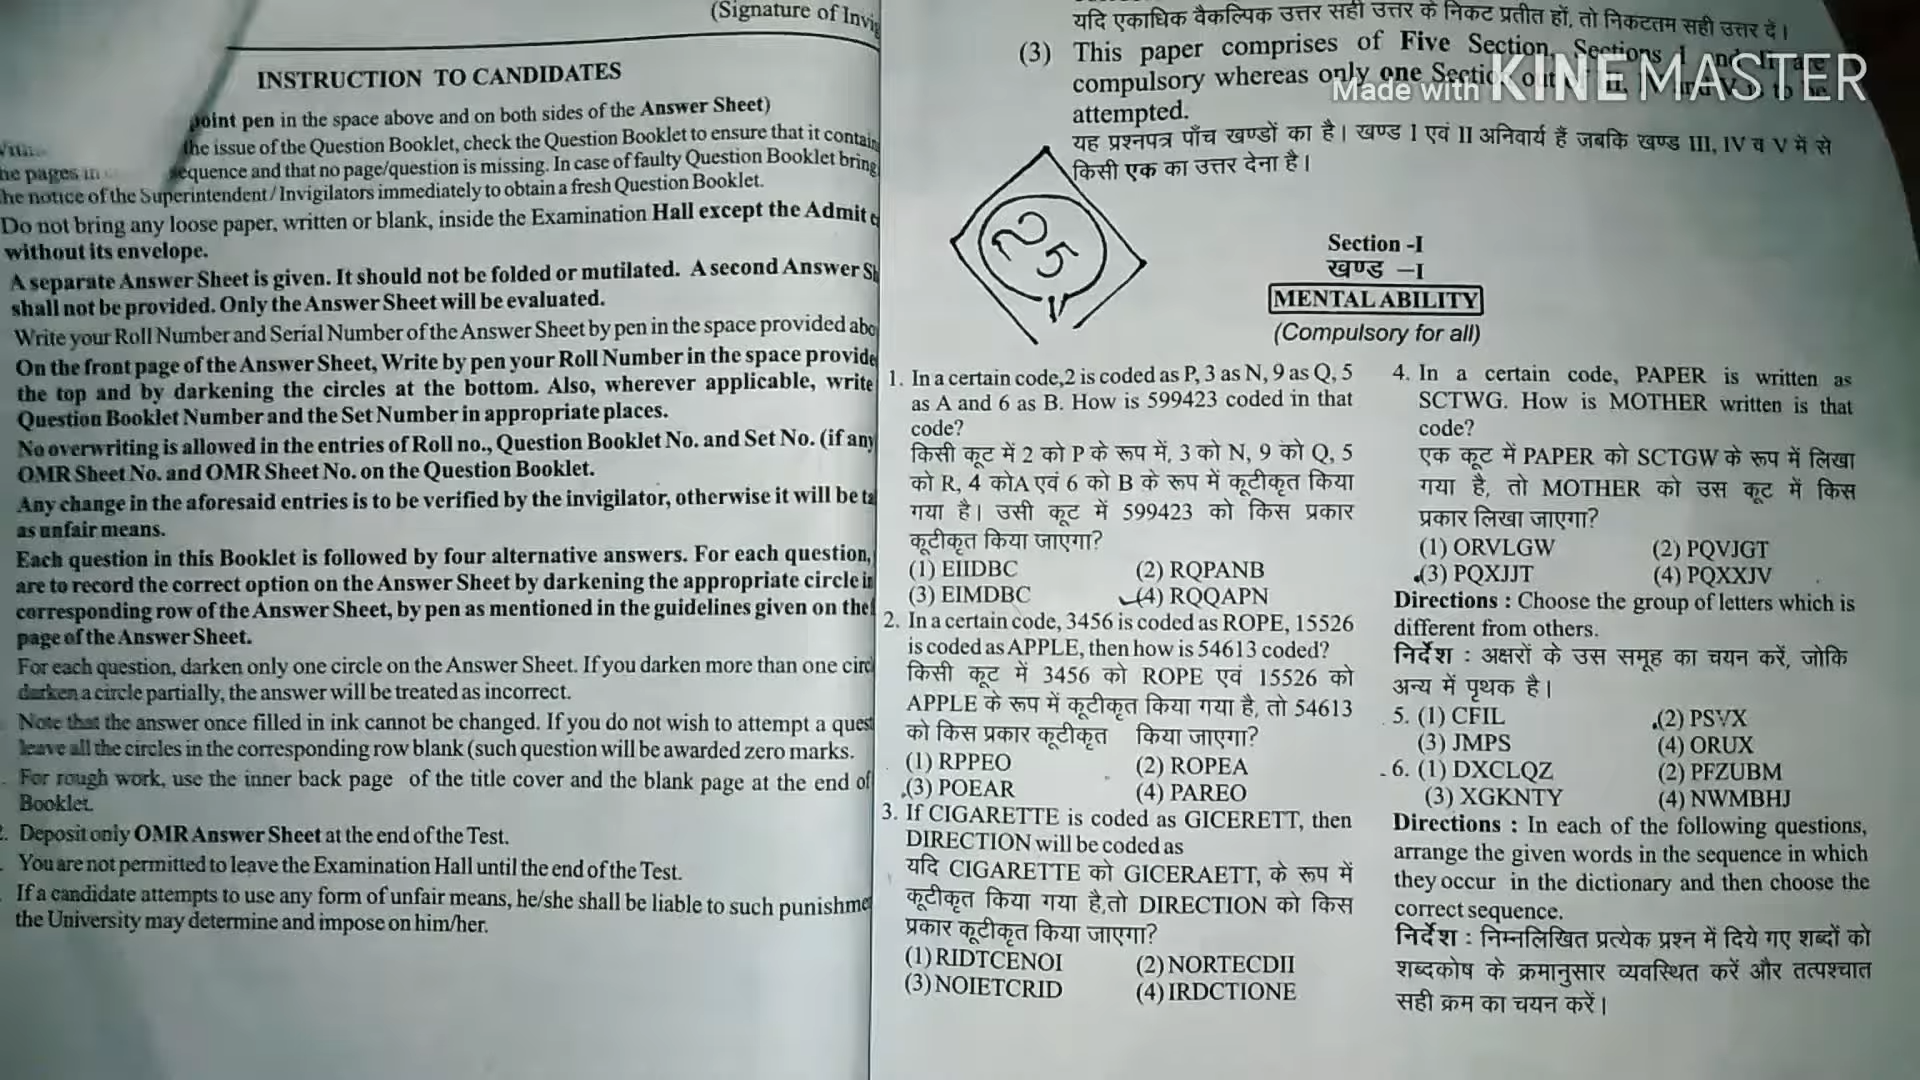 (Signature of
INSTRUCTION TO CANDIDATES
point pen in the space above and on both sides of the Answer Sheet)
the issue of the Question Booklet, check the Question Booklet to ensure that it contain
he pages in sequence and that no page/question is missing. In case of faulty Question Booklet bring
he notice of the Superintendent/Invigilators immediately to obtain a fresh Question Booklet.
Do not bring any loose paper, written or blank, inside the Examination Hall except the Admit
without its envelope.
A separate Answer Sheet is given. It should not be folded or mutilated. A second Answer
shall not be provided. Only the Answer Sheet will be evaluated.
Write your Roll Number and Serial Number of the Answer Sheet by pen in the space provided abo
On the front page of the Answer Sheet, Write by pen your Roll Number in the space provide
the top and by darkening the circles at the bottom. Also, wherever applicable, write
Question Booklet Number and the Set Number in appropriate places.
No overwriting is allowed in the entries of Roll no., Question Booklet No. and Set No. (if any
OMR Sheet No. and OMR Sheet No. on the Question Booklet.
Any change in the aforesaid entries is to be verified by the invigilator, otherwise it will be ta
as unfair means.
Each question in this Booklet is followed by four alternative answers. For each question,
are to record the correct option on the Answer Sheet by darkening the appropriate circle in
corresponding row of the Answer Sheet, by pen as mentioned in the guidelines given on the
page of the Answer Sheet.
For each question, darken only one circle on the Answer Sheet. If you darken more than one circ
darken a circle partially, the answer will be treated as incorrect.
Note that the answer once filled in ink cannot be changed. If you do not wish to attempt a quest
leave all the circles in the corresponding row blank (such question will be awarded zero marks.
For rough work, use the inner back page of the title cover and the blank page at the end of
Booklet.
Deposit only OMR Answer Sheet at the end of the Test.
You are not permitted to leave the Examination Hall until the end of the Test.
If a candidate attempts to use any form of unfair means, he/she shall be liable to such punishme
the University may determine and impose on him/her.
यदि एकाधिक वैकल्पिक उत्तर सही उत्तर के निकट प्रतीत हों, तो निकटतम सही उत्तर दें।
(3) This paper comprises of Five Section, Sections I and II are
compulsory whereas only one Section out of III, IV and V is to be
attempted.
Made with KINEMASTER
यह प्रश्नपत्र पाँच खण्डों का है। खण्ड I एवं II अनिवार्य हैं जबकि खण्ड III, IV व V में से
किसी एक का उत्तर देना है।
25
Section -I
खण्ड –I
MENTAL ABILITY
(Compulsory for all)
1. In a certain code,2 is coded as P, 3 as N, 9 as Q, 5
as A and 6 as B. How is 599423 coded in that
code?
किसी कूट में 2 को P के रूप में, 3 को N, 9 को Q, 5
को R, 4 कोA एवं 6 को B के रूप में कूटीकृत किया
गया है। उसी कूट में 599423 को किस प्रकार
कूटीकृत किया जाएगा?
(1) EIIDBC (2) RQPANB
(3) EIMDBC (4) RQQAPN
2. In a certain code, 3456 is coded as ROPE, 15526
is coded as APPLE, then how is 54613 coded?
किसी कूट में 3456 को ROPE एवं 15526 को
APPLE के रूप में कूटीकृत किया गया है, तो 54613
को किस प्रकार कूटीकृत किया जाएगा?
(1) RPPEO (2) ROPEA
(3) POEAR (4) PAREO
3. If CIGARETTE is coded as GICERETT, then
DIRECTION will be coded as
यदि CIGARETTE को GICERAETT, के रूप में
कूटीकृत किया गया है,तो DIRECTION को किस
प्रकार कूटीकृत किया जाएगा?
(1) RIDTCENOI (2) NORTECDII
(3) NOIETCRID (4) IRDCTIONE
4. In a certain code, PAPER is written as
SCTWG. How is MOTHER written is that
code?
एक कूट में PAPER को SCTGW के रूप में लिखा
गया है, तो MOTHER को उस कूट में किस
प्रकार लिखा जाएगा?
(1) ORVLGW (2) PQVJGT
(3) PQXJJT (4) PQXXJV
Directions : Choose the group of letters which is
different from others.
निर्देश : अक्षरों के उस समूह का चयन करें, जोकि
अन्य में पृथक है।
5. (1) CFIL (2) PSVX
(3) JMPS (4) ORUX
6. (1) DXCLQZ (2) PFZUBM
(3) XGKNTY (4) NWMBHJ
Directions : In each of the following questions,
arrange the given words in the sequence in which
they occur in the dictionary and then choose the
correct sequence.
निर्देश : निम्नलिखित प्रत्येक प्रश्न में दिये गए शब्दों को
शब्दकोष के क्रमानुसार व्यवस्थित करें और तत्पश्चात
सही क्रम का चयन करें।